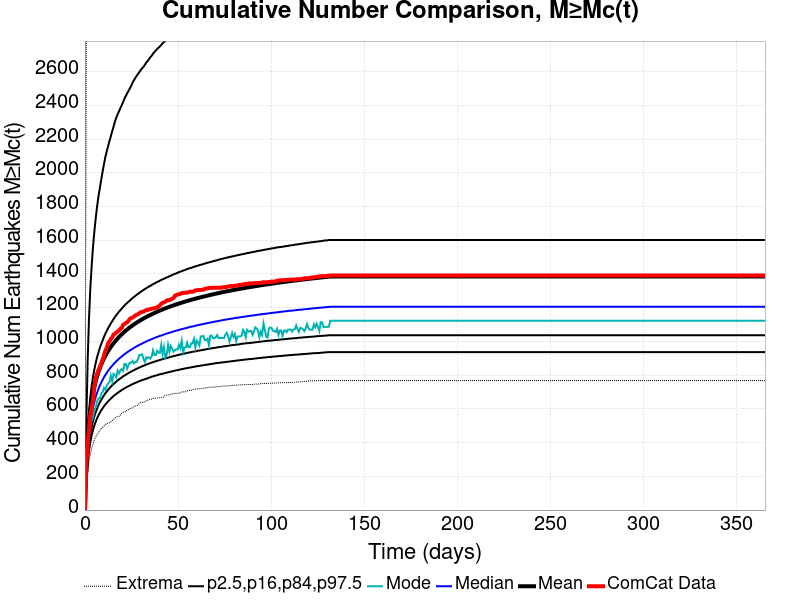 Cumulative Number Comparison, M≥Mc(t)
Cumulative Num Earthquakes M≥Mc(t)
2600
2400
2200
2000
1800
1600
1400
1200
1000
800
600
400
200
0
0 50 100 150 200 250 300 350
Time (days)
Extrema p2.5,p16,p84,p97.5 Mode Median Mean ComCat Data